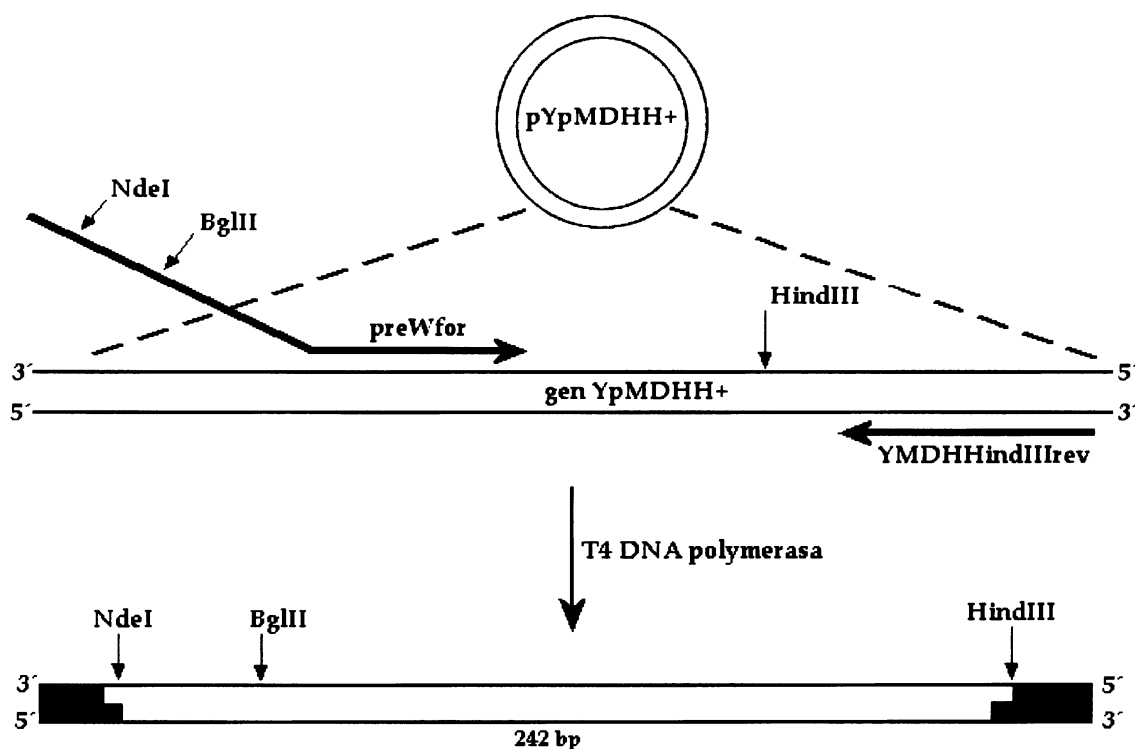 pYpMDHH+
NdeI
BglII
HindIII
preWfor
3´ 5´
gen YpMDHH+
5´ 3´
YMDHHindIIIrev
T4 DNA polymerasa
NdeI BglII HindIII
3´ 5´
5´ 3´
242 bp